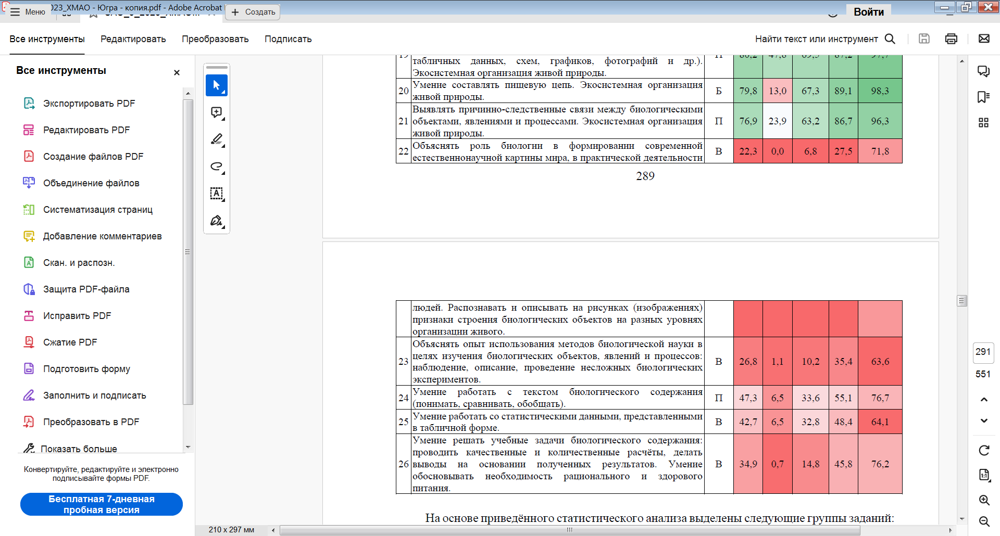 023_ХМАО - Югра - копия.pdf - Adobe Acrobat
Меню
Создать
Войти
Все инструменты
Редактировать
Преобразовать
Подписать
Найти текст или инструмент
Все инструменты
Экспортировать PDF
Редактировать PDF
Создание файлов PDF
Объединение файлов
Систематизация страниц
Добавление комментариев
Скан. и распозн.
Защита PDF-файла
Исправить PDF
Сжатие PDF
Подготовить форму
Заполнить и подписать
Преобразовать в PDF
Показать больше
Конвертируйте, редактируйте и электронно
подписывайте формы PDF.
Бесплатная 7-дневная
пробная версия
табличных данных, схем, графиков, фотографий и др.).
Экосистемная организация живой природы.
20 Умение составлять пищевую цепь. Экосистемная организация живой природы. Б 79,8 13,0 67,3 89,1 98,3
21 Выявлять причинно-следственные связи между биологическими объектами, явлениями и процессами. Экосистемная организация живой природы. П 76,9 23,9 63,2 86,7 96,3
22 Объяснять роль биологии в формировании современной естественнонаучной картины мира, в практической деятельности В 22,3 0,0 6,8 27,5 71,8
289
людей. Распознавать и описывать на рисунках (изображениях)
признаки строения биологических объектов на разных уровнях
организации живого.
23 Объяснять опыт использования методов биологической науки в целях изучения биологических объектов, явлений и процессов: наблюдение, описание, проведение несложных биологических экспериментов. В 26,8 1,1 10,2 35,4 63,6
24 Умение работать с текстом биологического содержания (понимать, сравнивать, обобщать). П 47,3 6,5 33,6 55,1 76,7
25 Умение работать со статистическими данными, представленными в табличной форме. В 42,7 6,5 32,8 48,4 64,1
26 Умение решать учебные задачи биологического содержания: проводить качественные и количественные расчёты, делать выводы на основании полученных результатов. Умение обосновывать необходимость рационального и здорового питания. В 34,9 0,7 14,8 45,8 76,2
На основе приведённого статистического анализа выделены следующие группы заданий:
210 x 297 мм
291
551
1:1